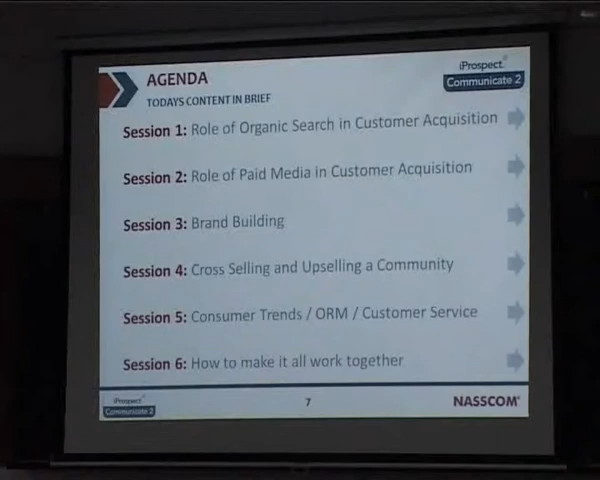 AGENDA
TODAYS CONTENT IN BRIEF
iProspect
Communicate 2
Session 1: Role of Organic Search in Customer Acquisition
Session 2: Role of Paid Media in Customer Acquisition
Session 3: Brand Building
Session 4: Cross Selling and Upselling a Community
Session 5: Consumer Trends / ORM / Customer Service
Session 6: How to make it all work together
iProspect
Communicate 2
7
NASSCOM®